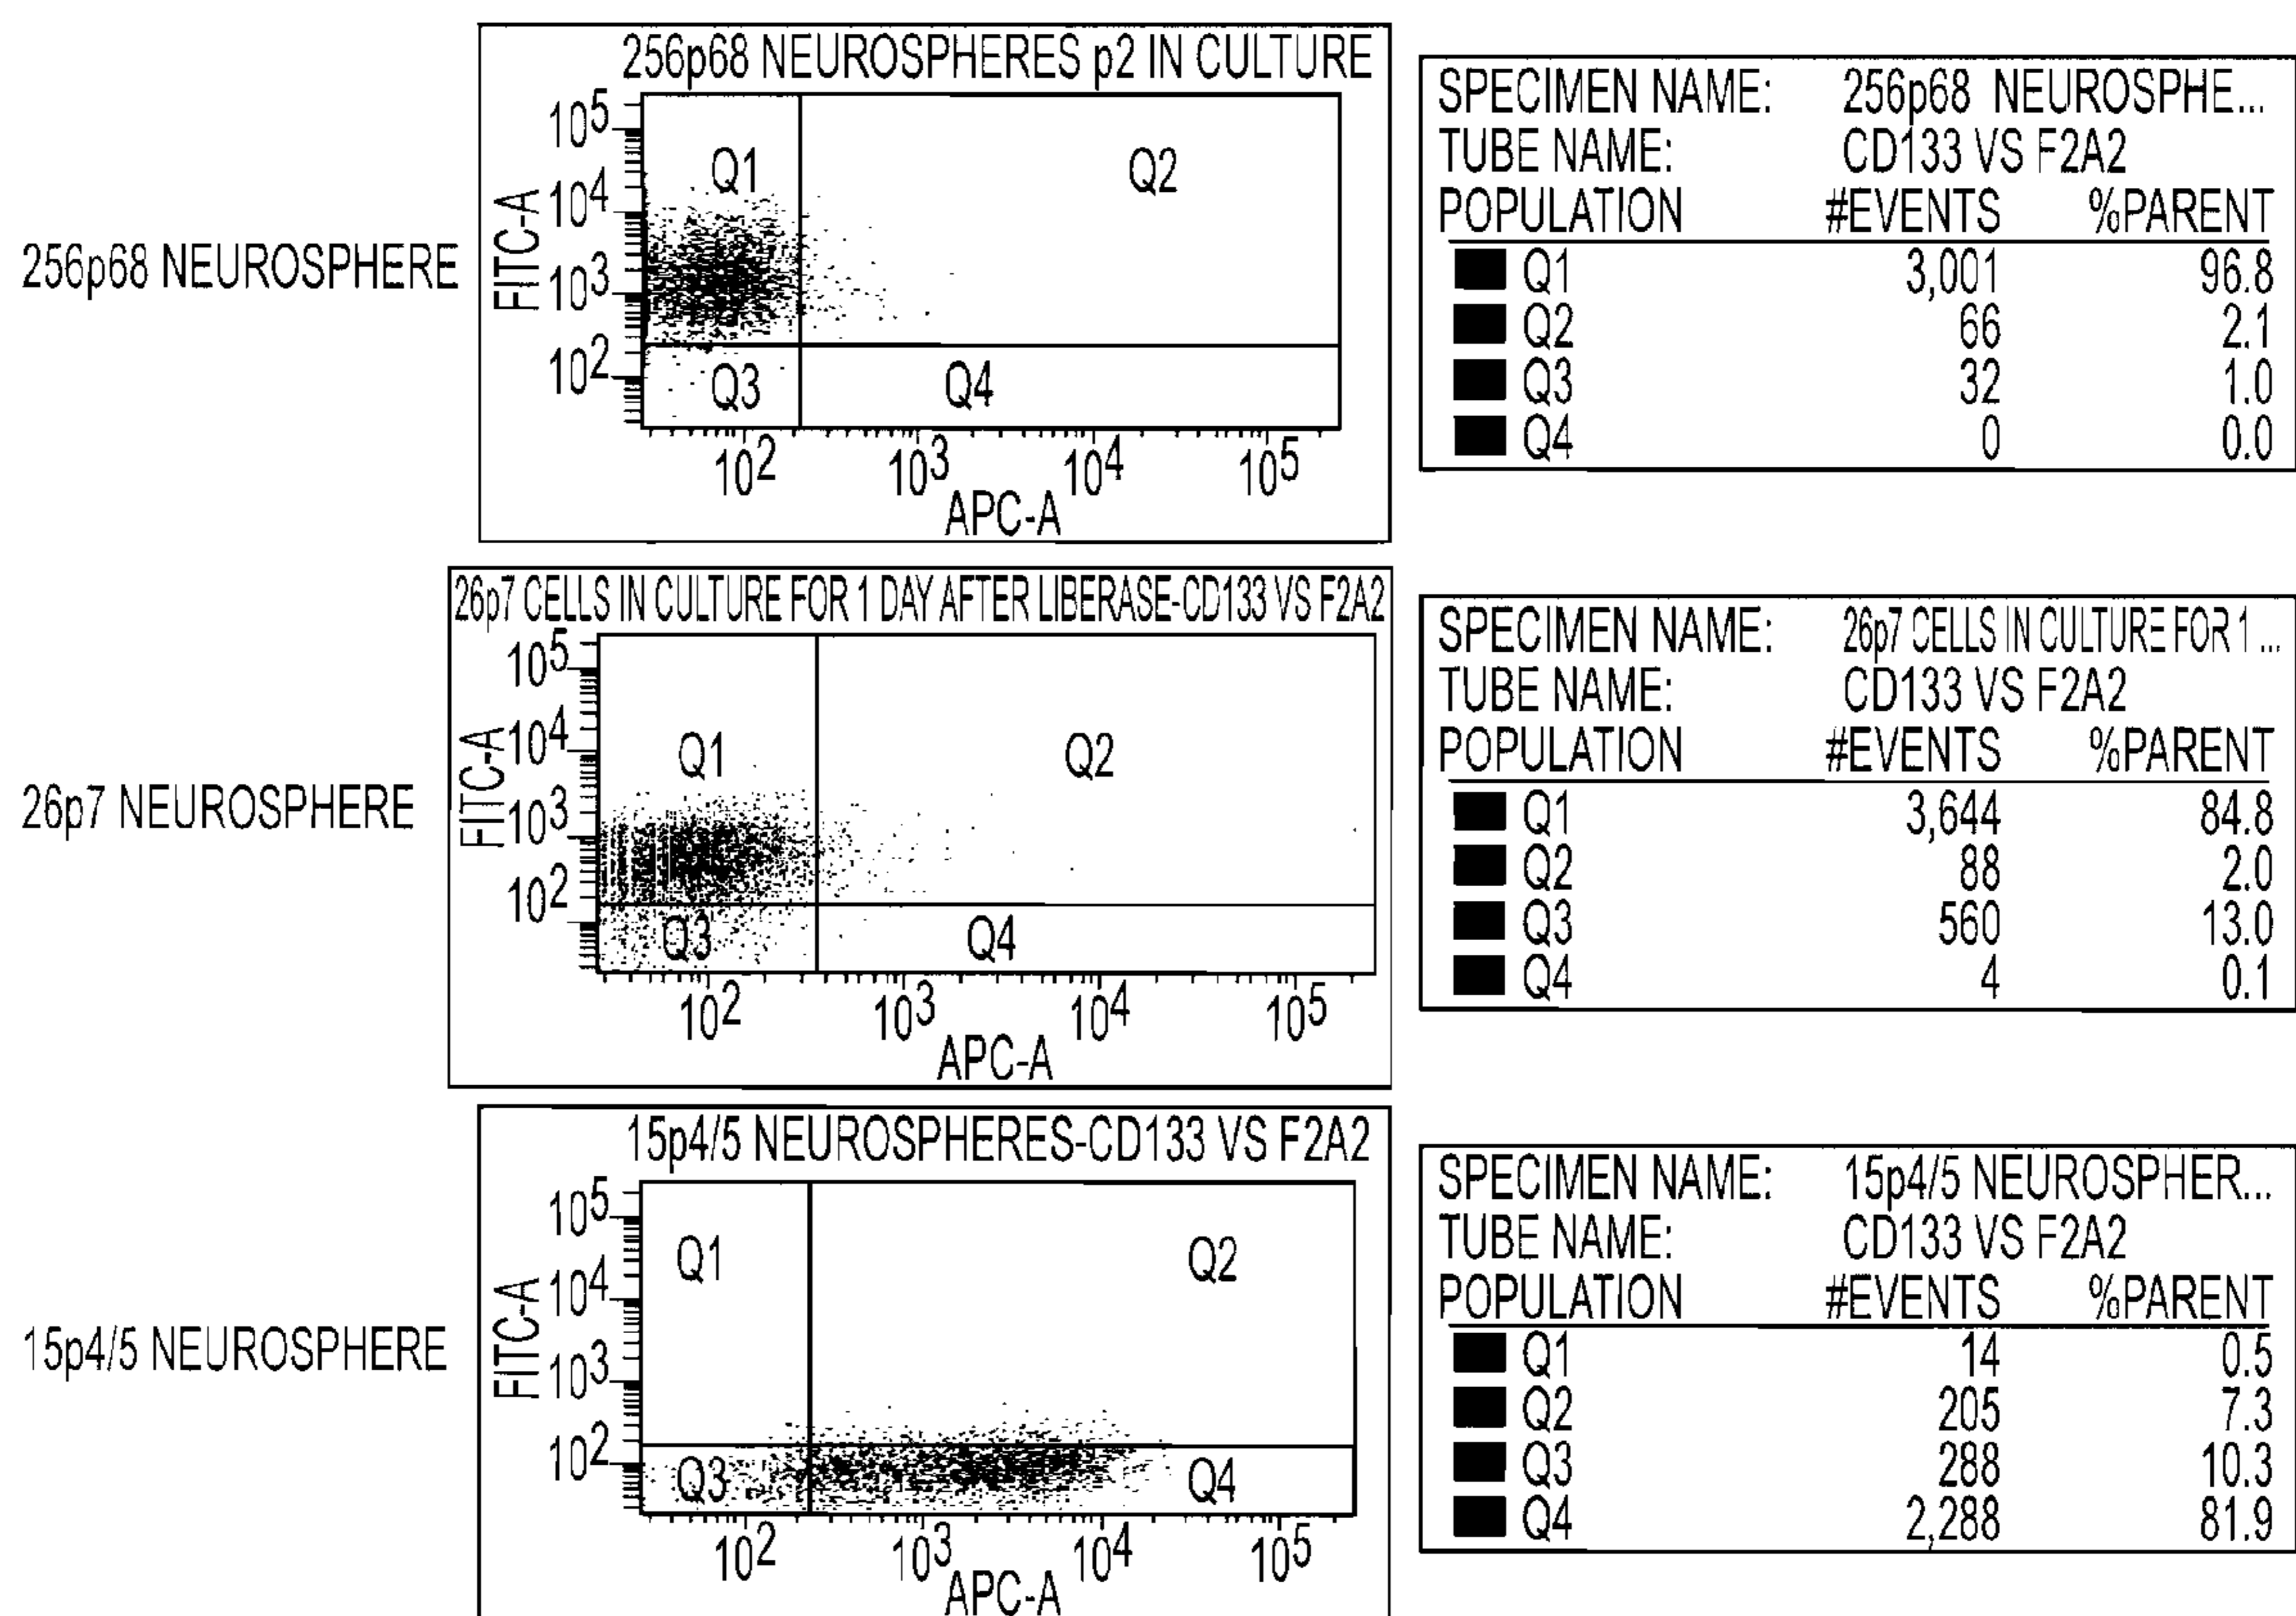 256p68 NEUROSPHERE
256p68 NEUROSPHERES p2 IN CULTURE
FITC-A
10^5
10^4
10^3
10^2
Q1
Q2
Q3
Q4
10^2 10^3 10^4 10^5
APC-A
SPECIMEN NAME: 256p68 NEUROSPHE...
TUBE NAME: CD133 VS F2A2
POPULATION #EVENTS %PARENT
Q1 3,001 96.8
Q2 66 2.1
Q3 32 1.0
Q4 0 0.0
26p7 NEUROSPHERE
26p7 CELLS IN CULTURE FOR 1 DAY AFTER LIBERASE-CD133 VS F2A2
FITC-A
10^5
10^4
10^3
10^2
Q1
Q2
Q3
Q4
10^2 10^3 10^4 10^5
APC-A
SPECIMEN NAME: 26p7 CELLS IN CULTURE FOR 1 ...
TUBE NAME: CD133 VS F2A2
POPULATION #EVENTS %PARENT
Q1 3,644 84.8
Q2 88 2.0
Q3 560 13.0
Q4 4 0.1
15p4/5 NEUROSPHERE
15p4/5 NEUROSPHERES-CD133 VS F2A2
FITC-A
10^5
10^4
10^3
10^2
Q1
Q2
Q3
Q4
10^2 10^3 10^4 10^5
APC-A
SPECIMEN NAME: 15p4/5 NEUROSPHER...
TUBE NAME: CD133 VS F2A2
POPULATION #EVENTS %PARENT
Q1 14 0.5
Q2 205 7.3
Q3 288 10.3
Q4 2,288 81.9